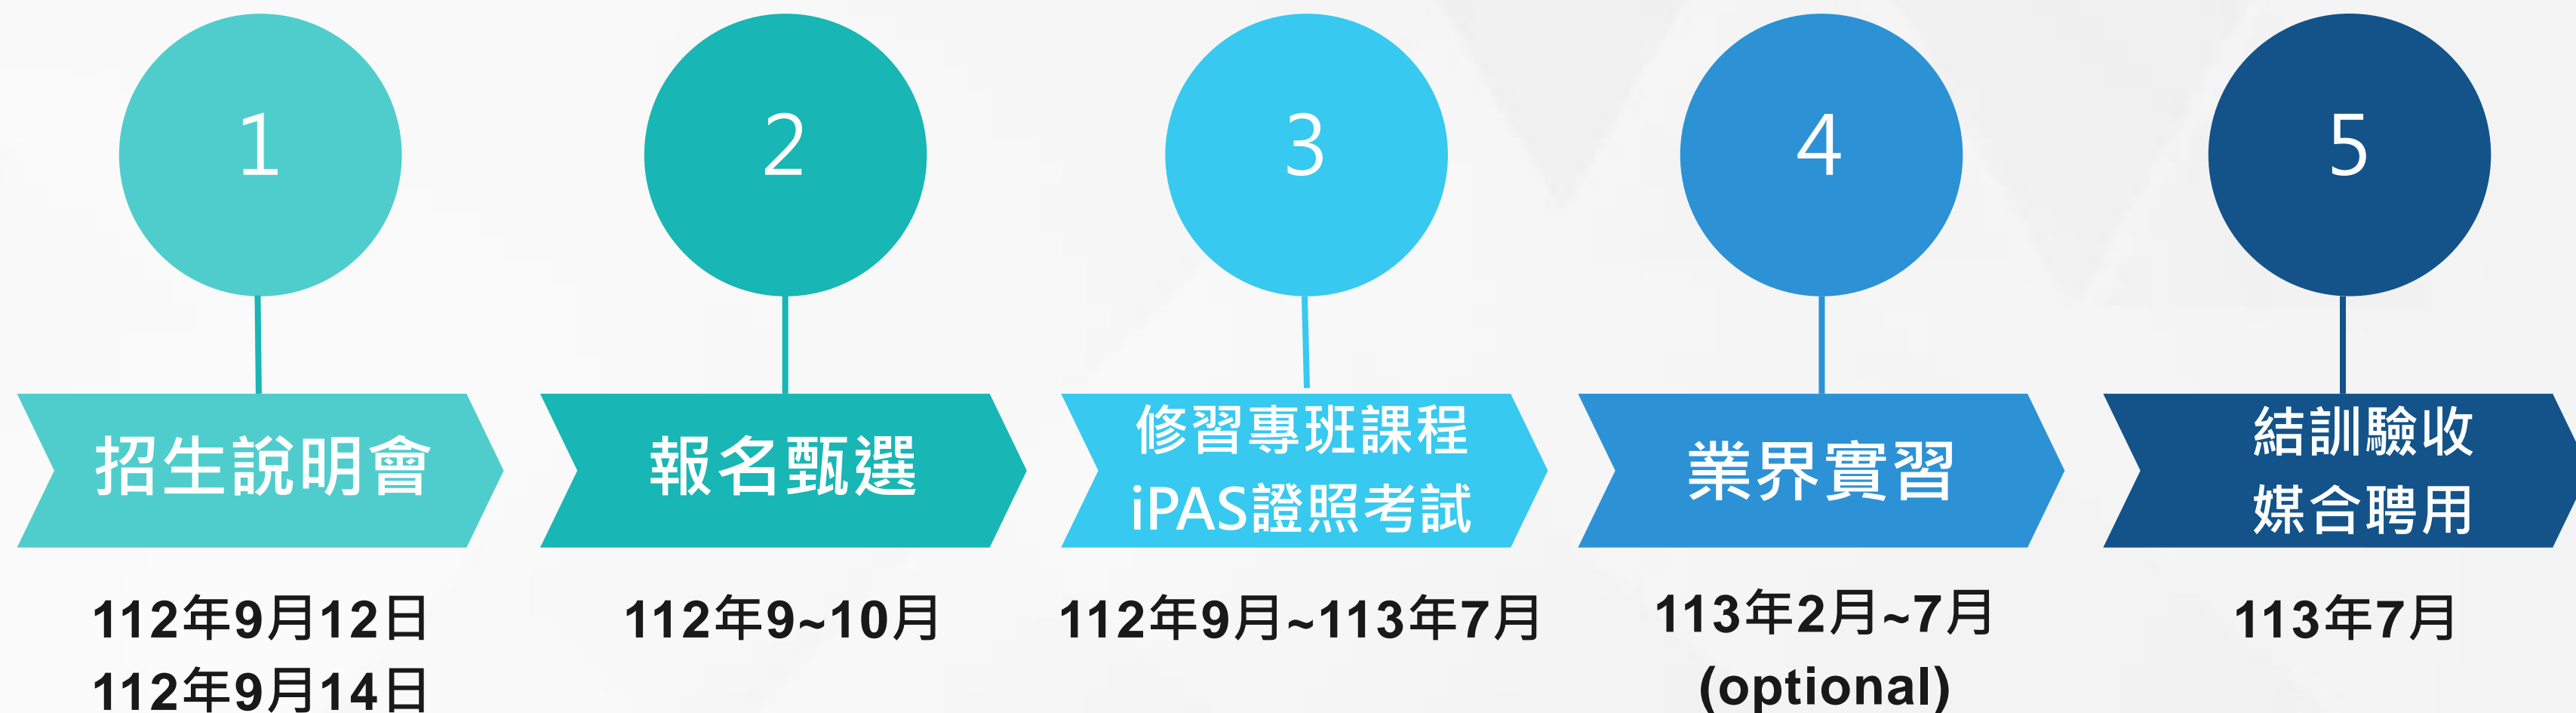 1
招生說明會
112年9月12日
112年9月14日
2
報名甄選
112年9~10月
3
修習專班課程
iPAS證照考試
112年9月~113年7月
4
業界實習
113年2月~7月
(optional)
5
結訓驗收
媒合聘用
113年7月